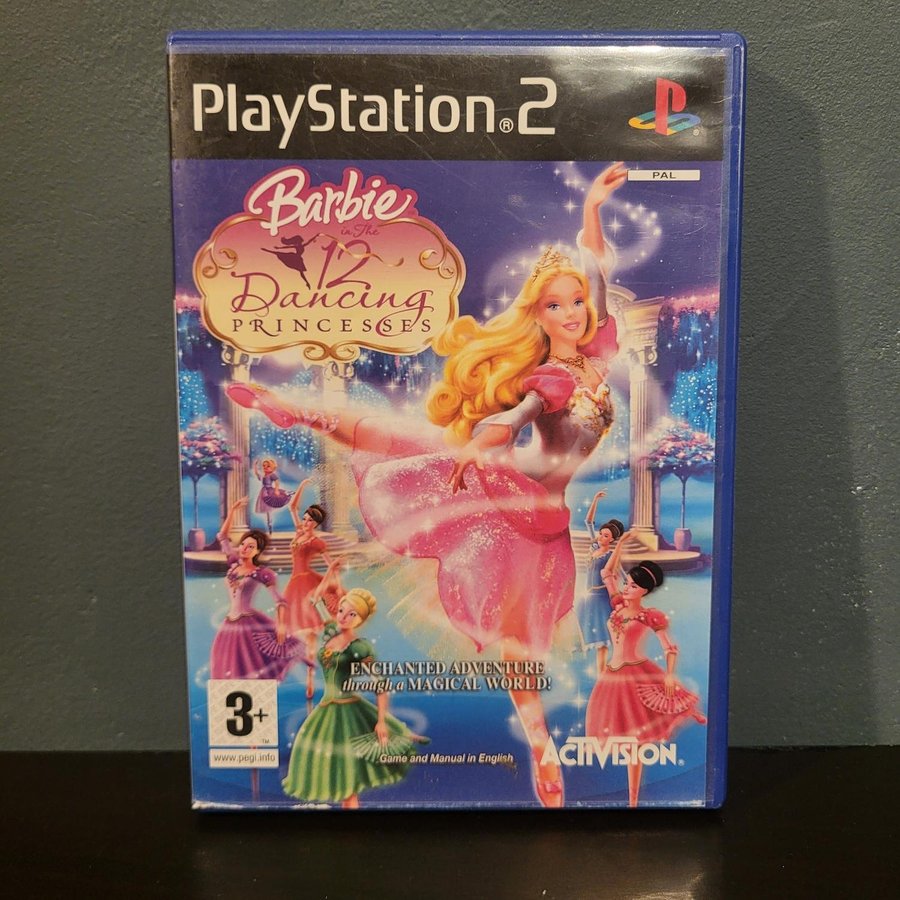 PlayStation®2
PAL
Barbie
in The
12
Dancing
PRINCESSES
ENCHANTED ADVENTURE
through a MAGICAL WORLD!
3+
TM
www.pegi.info
Game and Manual in English
ACTIVISION®